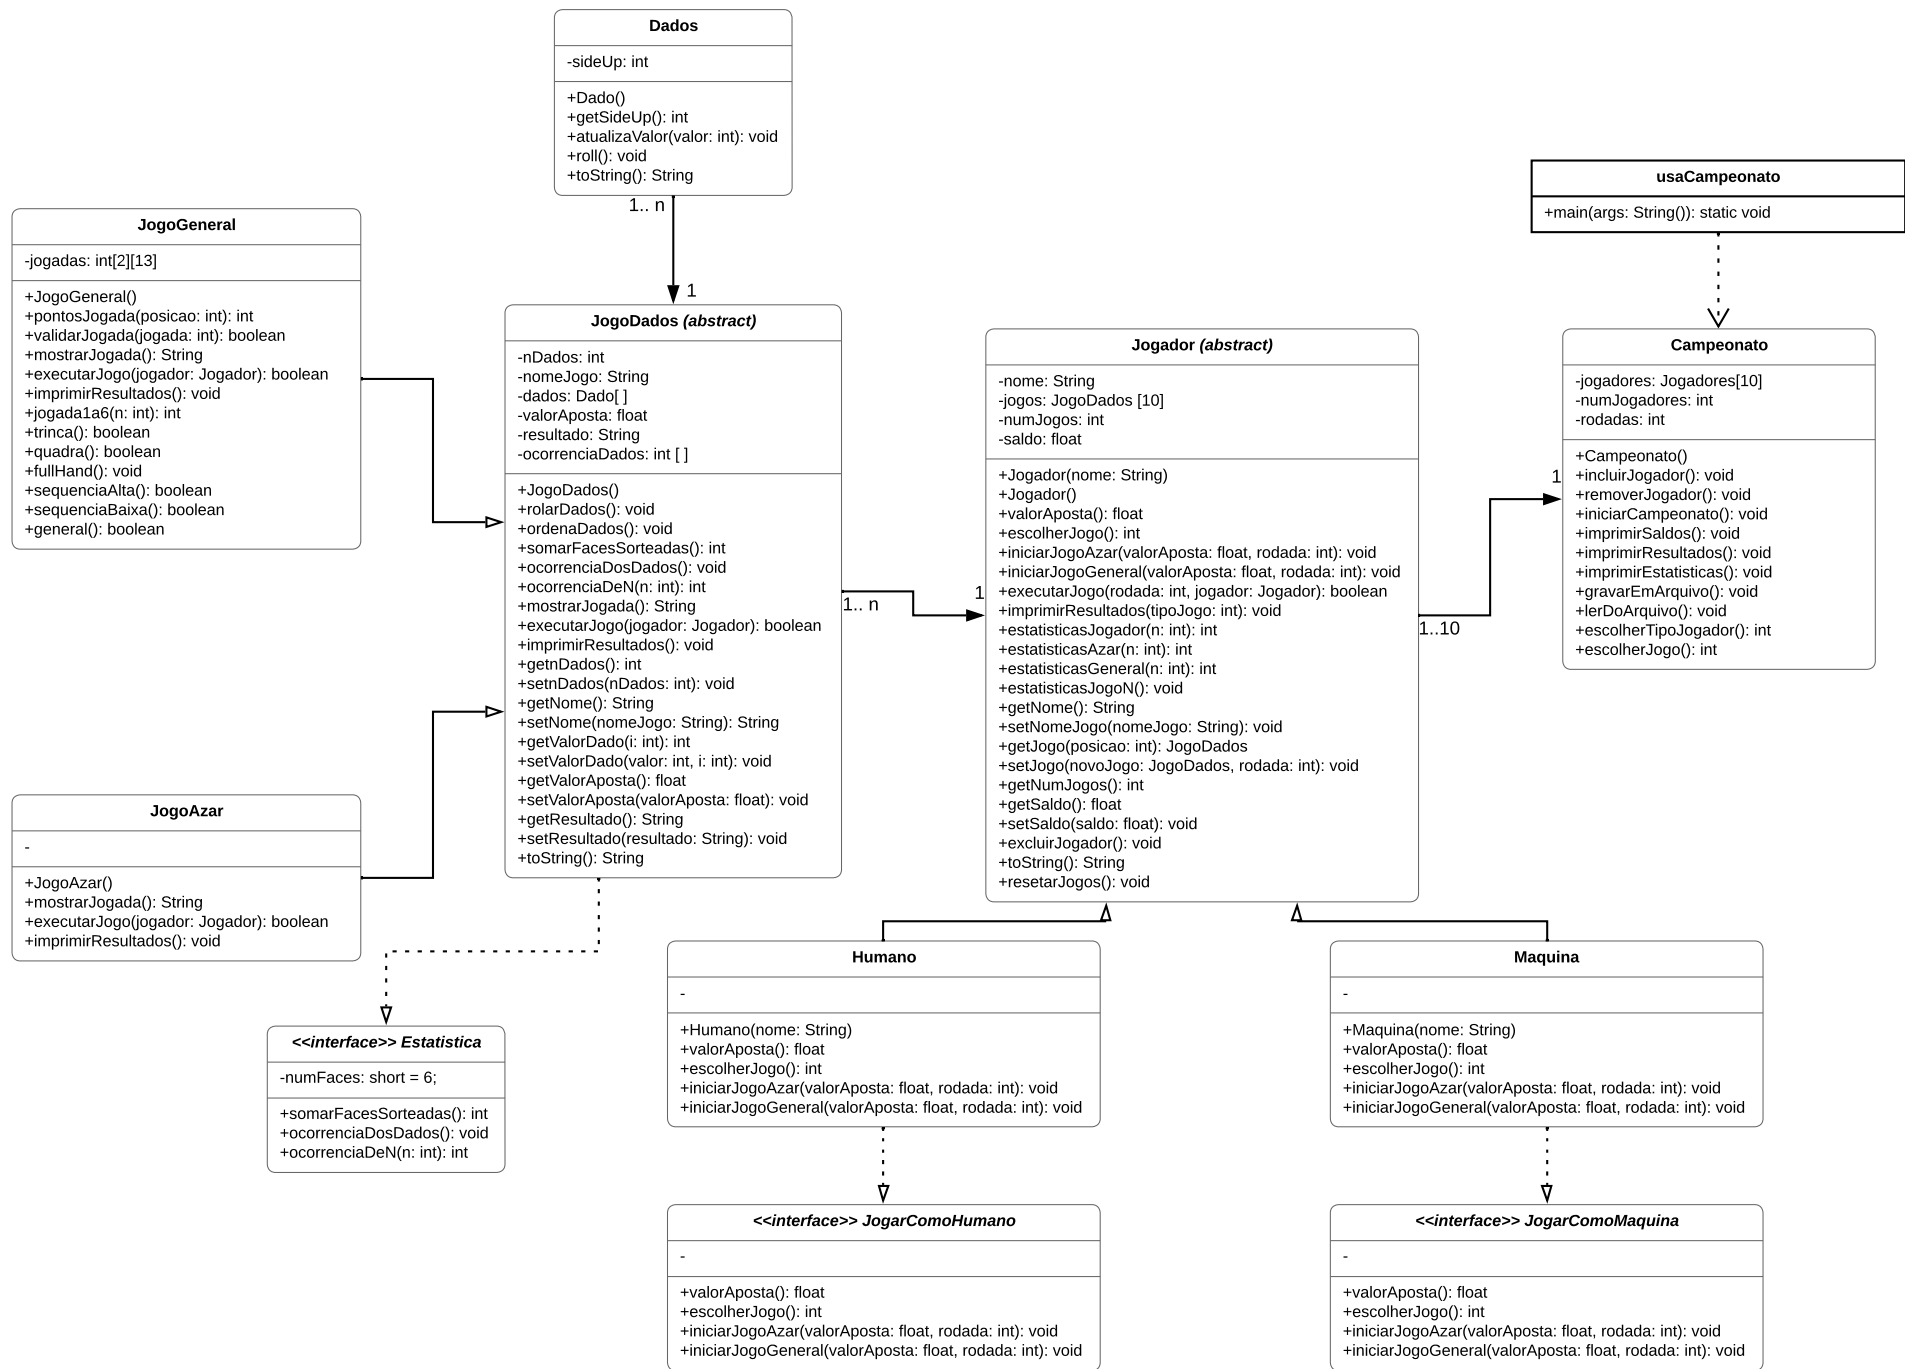 Dados
-sideUp: int
+Dado()
+getSideUp(): int
+atualizaValor(valor: int): void
+roll(): void
+toString(): String
1.. n
1
usaCampeonato
+main(args: String()): static void
JogoGeneral
-jogadas: int[2][13]
+JogoGeneral()
+pontosJogada(posicao: int): int
+validarJogada(jogada: int): boolean
+mostrarJogada(): String
+executarJogo(jogador: Jogador): boolean
+imprimirResultados(): void
+jogada1a6(n: int): int
+trinca(): boolean
+quadra(): boolean
+fullHand(): void
+sequenciaAlta(): boolean
+sequenciaBaixa(): boolean
+general(): boolean
JogoDados (abstract)
-nDados: int
-nomeJogo: String
-dados: Dado[ ]
-valorAposta: float
-resultado: String
-ocorrenciaDados: int [ ]
+JogoDados()
+rolarDados(): void
+ordenaDados(): void
+somarFacesSorteadas(): int
+ocorrenciaDosDados(): void
+ocorrenciaDeN(n: int): int
+mostrarJogada(): String
+executarJogo(jogador: Jogador): boolean
+imprimirResultados(): void
+getnDados(): int
+setnDados(nDados: int): void
+getNome(): String
+setNome(nomeJogo: String): String
+getValorDado(i: int): int
+setValorDado(valor: int, i: int): void
+getValorAposta(): float
+setValorAposta(valorAposta: float): void
+getResultado(): String
+setResultado(resultado: String): void
+toString(): String
1.. n
1
Jogador (abstract)
-nome: String
-jogos: JogoDados [10]
-numJogos: int
-saldo: float
+Jogador(nome: String)
+Jogador()
+valorAposta(): float
+escolherJogo(): int
+iniciarJogoAzar(valorAposta: float, rodada: int): void
+iniciarJogoGeneral(valorAposta: float, rodada: int): void
+executarJogo(rodada: int, jogador: Jogador): boolean
+imprimirResultados(tipoJogo: int): void
+estatisticasJogador(n: int): int
+estatisticasAzar(n: int): int
+estatisticasGeneral(n: int): int
+estatisticasJogoN(): void
+getNome(): String
+setNomeJogo(nomeJogo: String): void
+getJogo(posicao: int): JogoDados
+setJogo(novoJogo: JogoDados, rodada: int): void
+getNumJogos(): int
+getSaldo(): float
+setSaldo(saldo: float): void
+excluirJogador(): void
+toString(): String
+resetarJogos(): void
1..10
1
Campeonato
-jogadores: Jogadores[10]
-numJogadores: int
-rodadas: int
+Campeonato()
+incluirJogador(): void
+removerJogador(): void
+iniciarCampeonato(): void
+imprimirSaldos(): void
+imprimirResultados(): void
+imprimirEstatisticas(): void
+gravarEmArquivo(): void
+lerDoArquivo(): void
+escolherTipoJogador(): int
+escolherJogo(): int
JogoAzar
-
+JogoAzar()
+mostrarJogada(): String
+executarJogo(jogador: Jogador): boolean
+imprimirResultados(): void
<<interface>> Estatistica
-numFaces: short = 6;
+somarFacesSorteadas(): int
+ocorrenciaDosDados(): void
+ocorrenciaDeN(n: int): int
Humano
-
+Humano(nome: String)
+valorAposta(): float
+escolherJogo(): int
+iniciarJogoAzar(valorAposta: float, rodada: int): void
+iniciarJogoGeneral(valorAposta: float, rodada: int): void
Maquina
-
+Maquina(nome: String)
+valorAposta(): float
+escolherJogo(): int
+iniciarJogoAzar(valorAposta: float, rodada: int): void
+iniciarJogoGeneral(valorAposta: float, rodada: int): void
<<interface>> JogarComoHumano
-
+valorAposta(): float
+escolherJogo(): int
+iniciarJogoAzar(valorAposta: float, rodada: int): void
+iniciarJogoGeneral(valorAposta: float, rodada: int): void
<<interface>> JogarComoMaquina
-
+valorAposta(): float
+escolherJogo(): int
+iniciarJogoAzar(valorAposta: float, rodada: int): void
+iniciarJogoGeneral(valorAposta: float, rodada: int): void